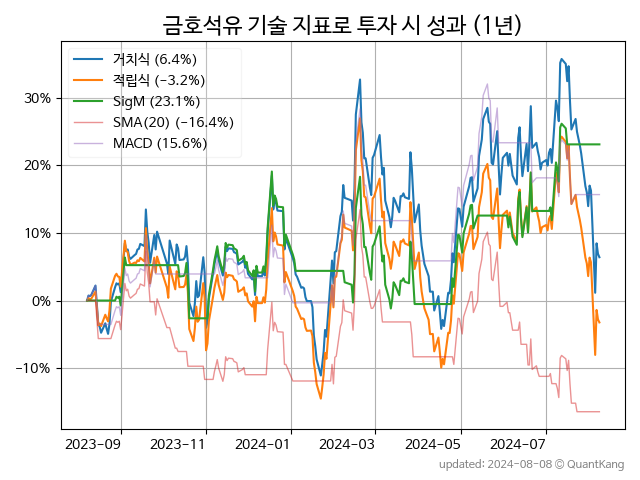 금호석유 기술 지표로 투자 시 성과 (1년)
거치식 (6.4%)
적립식 (−3.2%)
SigM (23.1%)
SMA(20) (−16.4%)
MACD (15.6%)
30%
20%
10%
0%
−10%
2023-09
2023-11
2024-01
2024-03
2024-05
2024-07
updated: 2024-08-08 © QuantKang